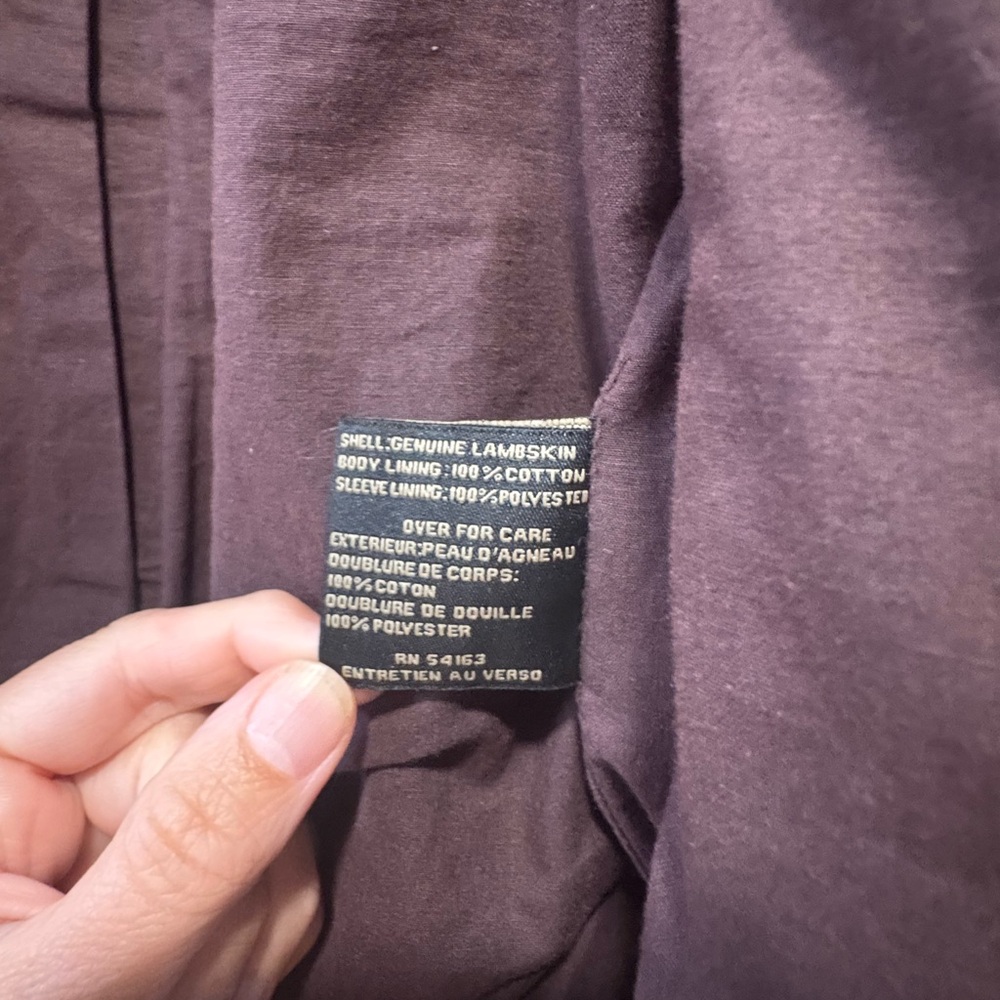 SHELL:GENUINE LAMBSKIN
BODY LINING:100%COTTON
SLEEVE LINING:100%POLYESTER
OVER FOR CARE
EXTERIEUR:PEAU D'AGNEAU
DOUBLURE DE CORPS:
100%COTON
DOUBLURE DE DOUILLE
100%POLYESTER
RN 54163
ENTRETIEN AU VERSO